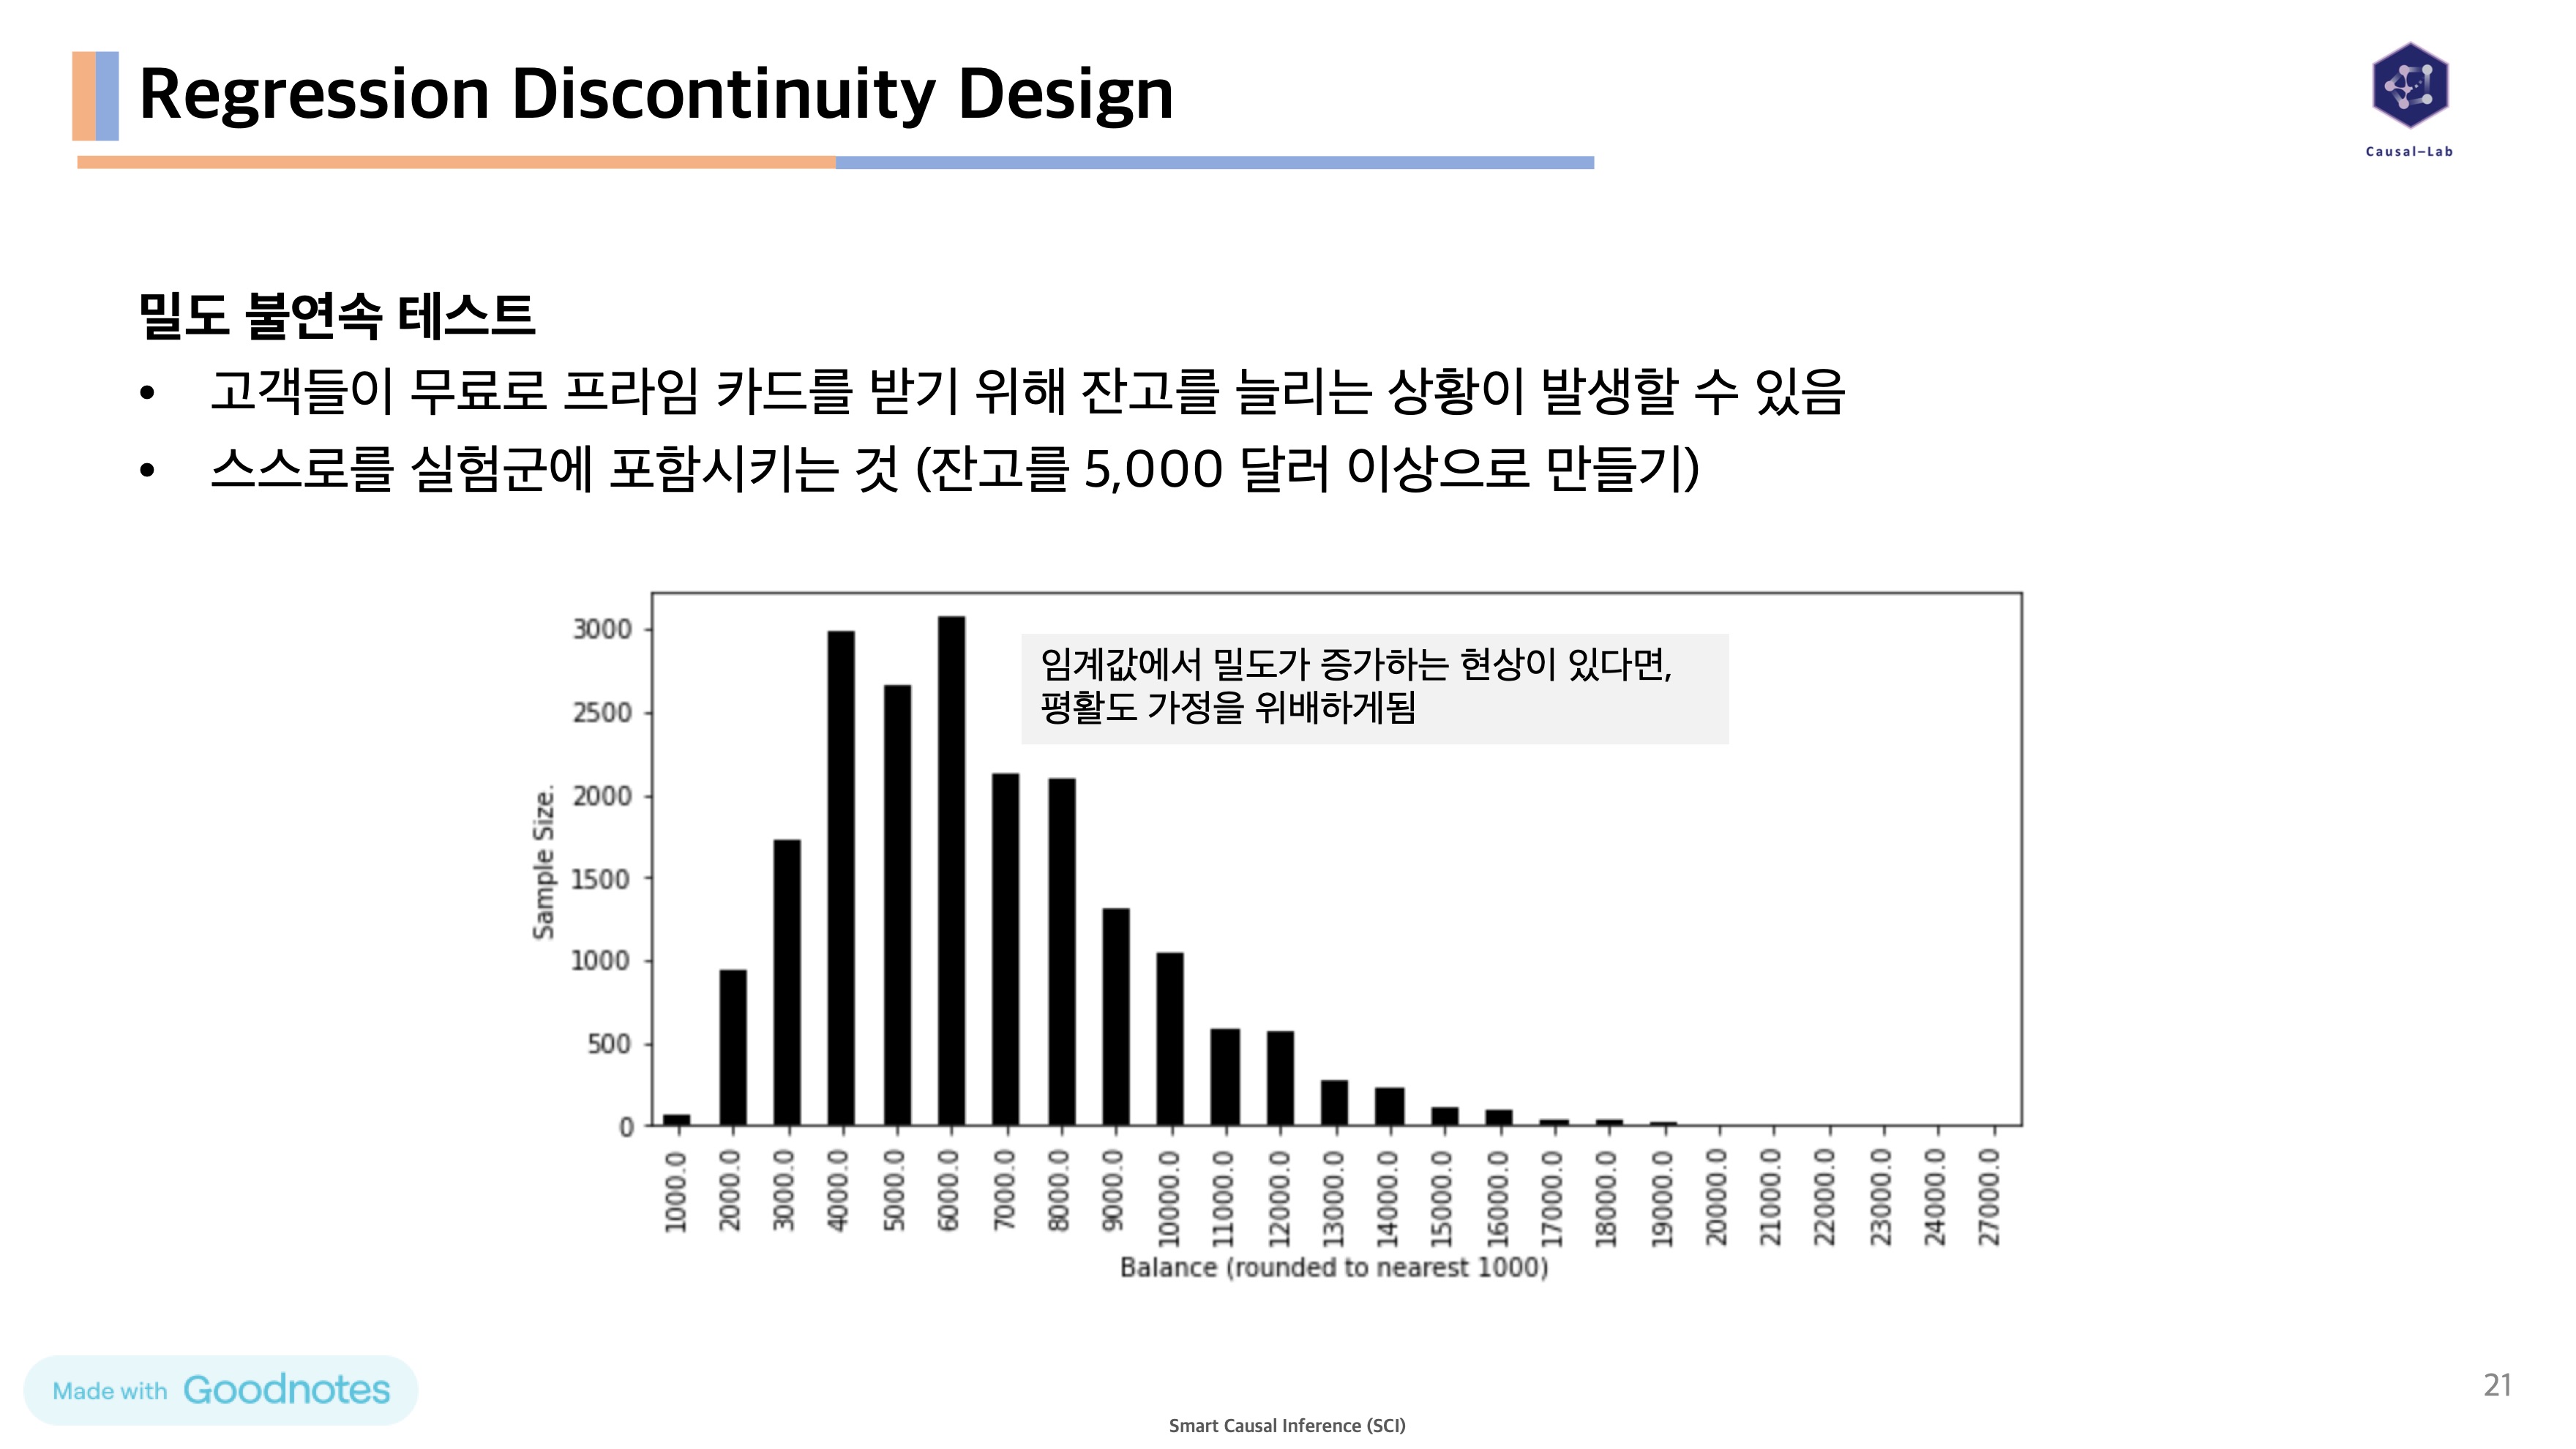 Regression Discontinuity Design
Causal–Lab
밀도 불연속 테스트
• 고객들이 무료로 프라임 카드를 받기 위해 잔고를 늘리는 상황이 발생할 수 있음
• 스스로를 실험군에 포함시키는 것 (잔고를 5,000 달러 이상으로 만들기)
임계값에서 밀도가 증가하는 현상이 있다면,
평활도 가정을 위배하게됨
Sample Size.
3000
2500
2000
1500
1000
500
0
1000.0 2000.0 3000.0 4000.0 5000.0 6000.0 7000.0 8000.0 9000.0 10000.0 11000.0 12000.0 13000.0 14000.0 15000.0 16000.0 17000.0 18000.0 19000.0 20000.0 21000.0 22000.0 23000.0 24000.0 27000.0
Balance (rounded to nearest 1000)
Made with Goodnotes
21
Smart Causal Inference (SCI)